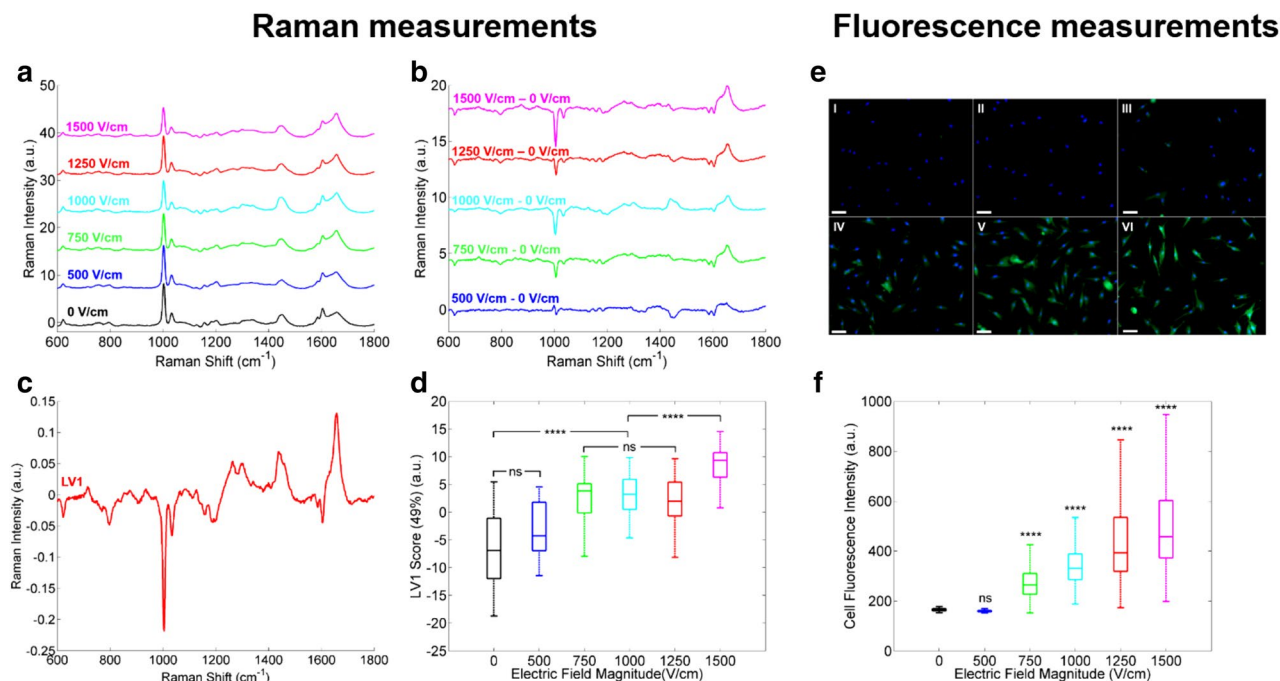 Raman measurements
Fluorescence measurements
a
50
40
30
20
10
0
Raman Intensity (a.u.)
1500 V/cm
1250 V/cm
1000 V/cm
750 V/cm
500 V/cm
0 V/cm
600 800 1000 1200 1400 1600 1800
Raman Shift (cm-1)
b
20
15
10
5
0
Raman Intensity (a.u.)
1500 V/cm – 0 V/cm
1250 V/cm – 0 V/cm
1000 V/cm - 0 V/cm
750 V/cm - 0 V/cm
500 V/cm - 0 V/cm
600 800 1000 1200 1400 1600 1800
Raman Shift (cm-1)
e
I
II
III
IV
V
VI
c
0.15
0.1
0.05
0
-0.05
-0.1
-0.15
-0.2
-0.25
Raman Intensity (a.u.)
LV1
600 800 1000 1200 1400 1600 1800
Raman Shift (cm-1)
d
20
15
10
5
0
-5
-10
-15
-20
-25
LV1 Score (49%) (a.u.)
****
****
ns
ns
0 500 750 1000 1250 1500
Electric Field Magnitude(V/cm)
f
1000
800
600
400
200
0
Cell Fluorescence Intensity (a.u.)
ns
****
****
****
****
0 500 750 1000 1250 1500
Electric Field Magnitude (V/cm)